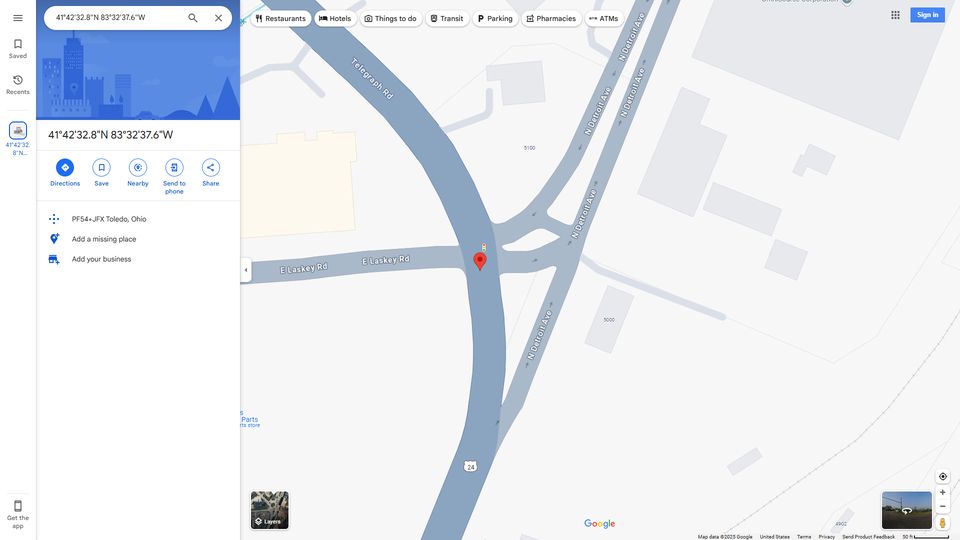 41°42'32.8"N 83°32'37.6"W
Restaurants
Hotels
Things to do
Transit
Parking
Pharmacies
ATMs
Sign in
Saved
Recents
41°42'32.
8"N...
Get the
app
41°42'32.8"N 83°32'37.6"W
Directions
Save
Nearby
Send to
phone
Share
PF54+JFX Toledo, Ohio
Add a missing place
Add your business
Telegraph Rd
N Detroit Ave
N Detroit Ave
N Detroit Ave
N Detroit Ave
N Detroit Ave
E Laskey Rd
E Laskey Rd
5100
5000
4902
24
s
Parts
rts store
Layers
Google
Map data ©2025 Google
United States
Terms
Privacy
Send Product Feedback
50 ft